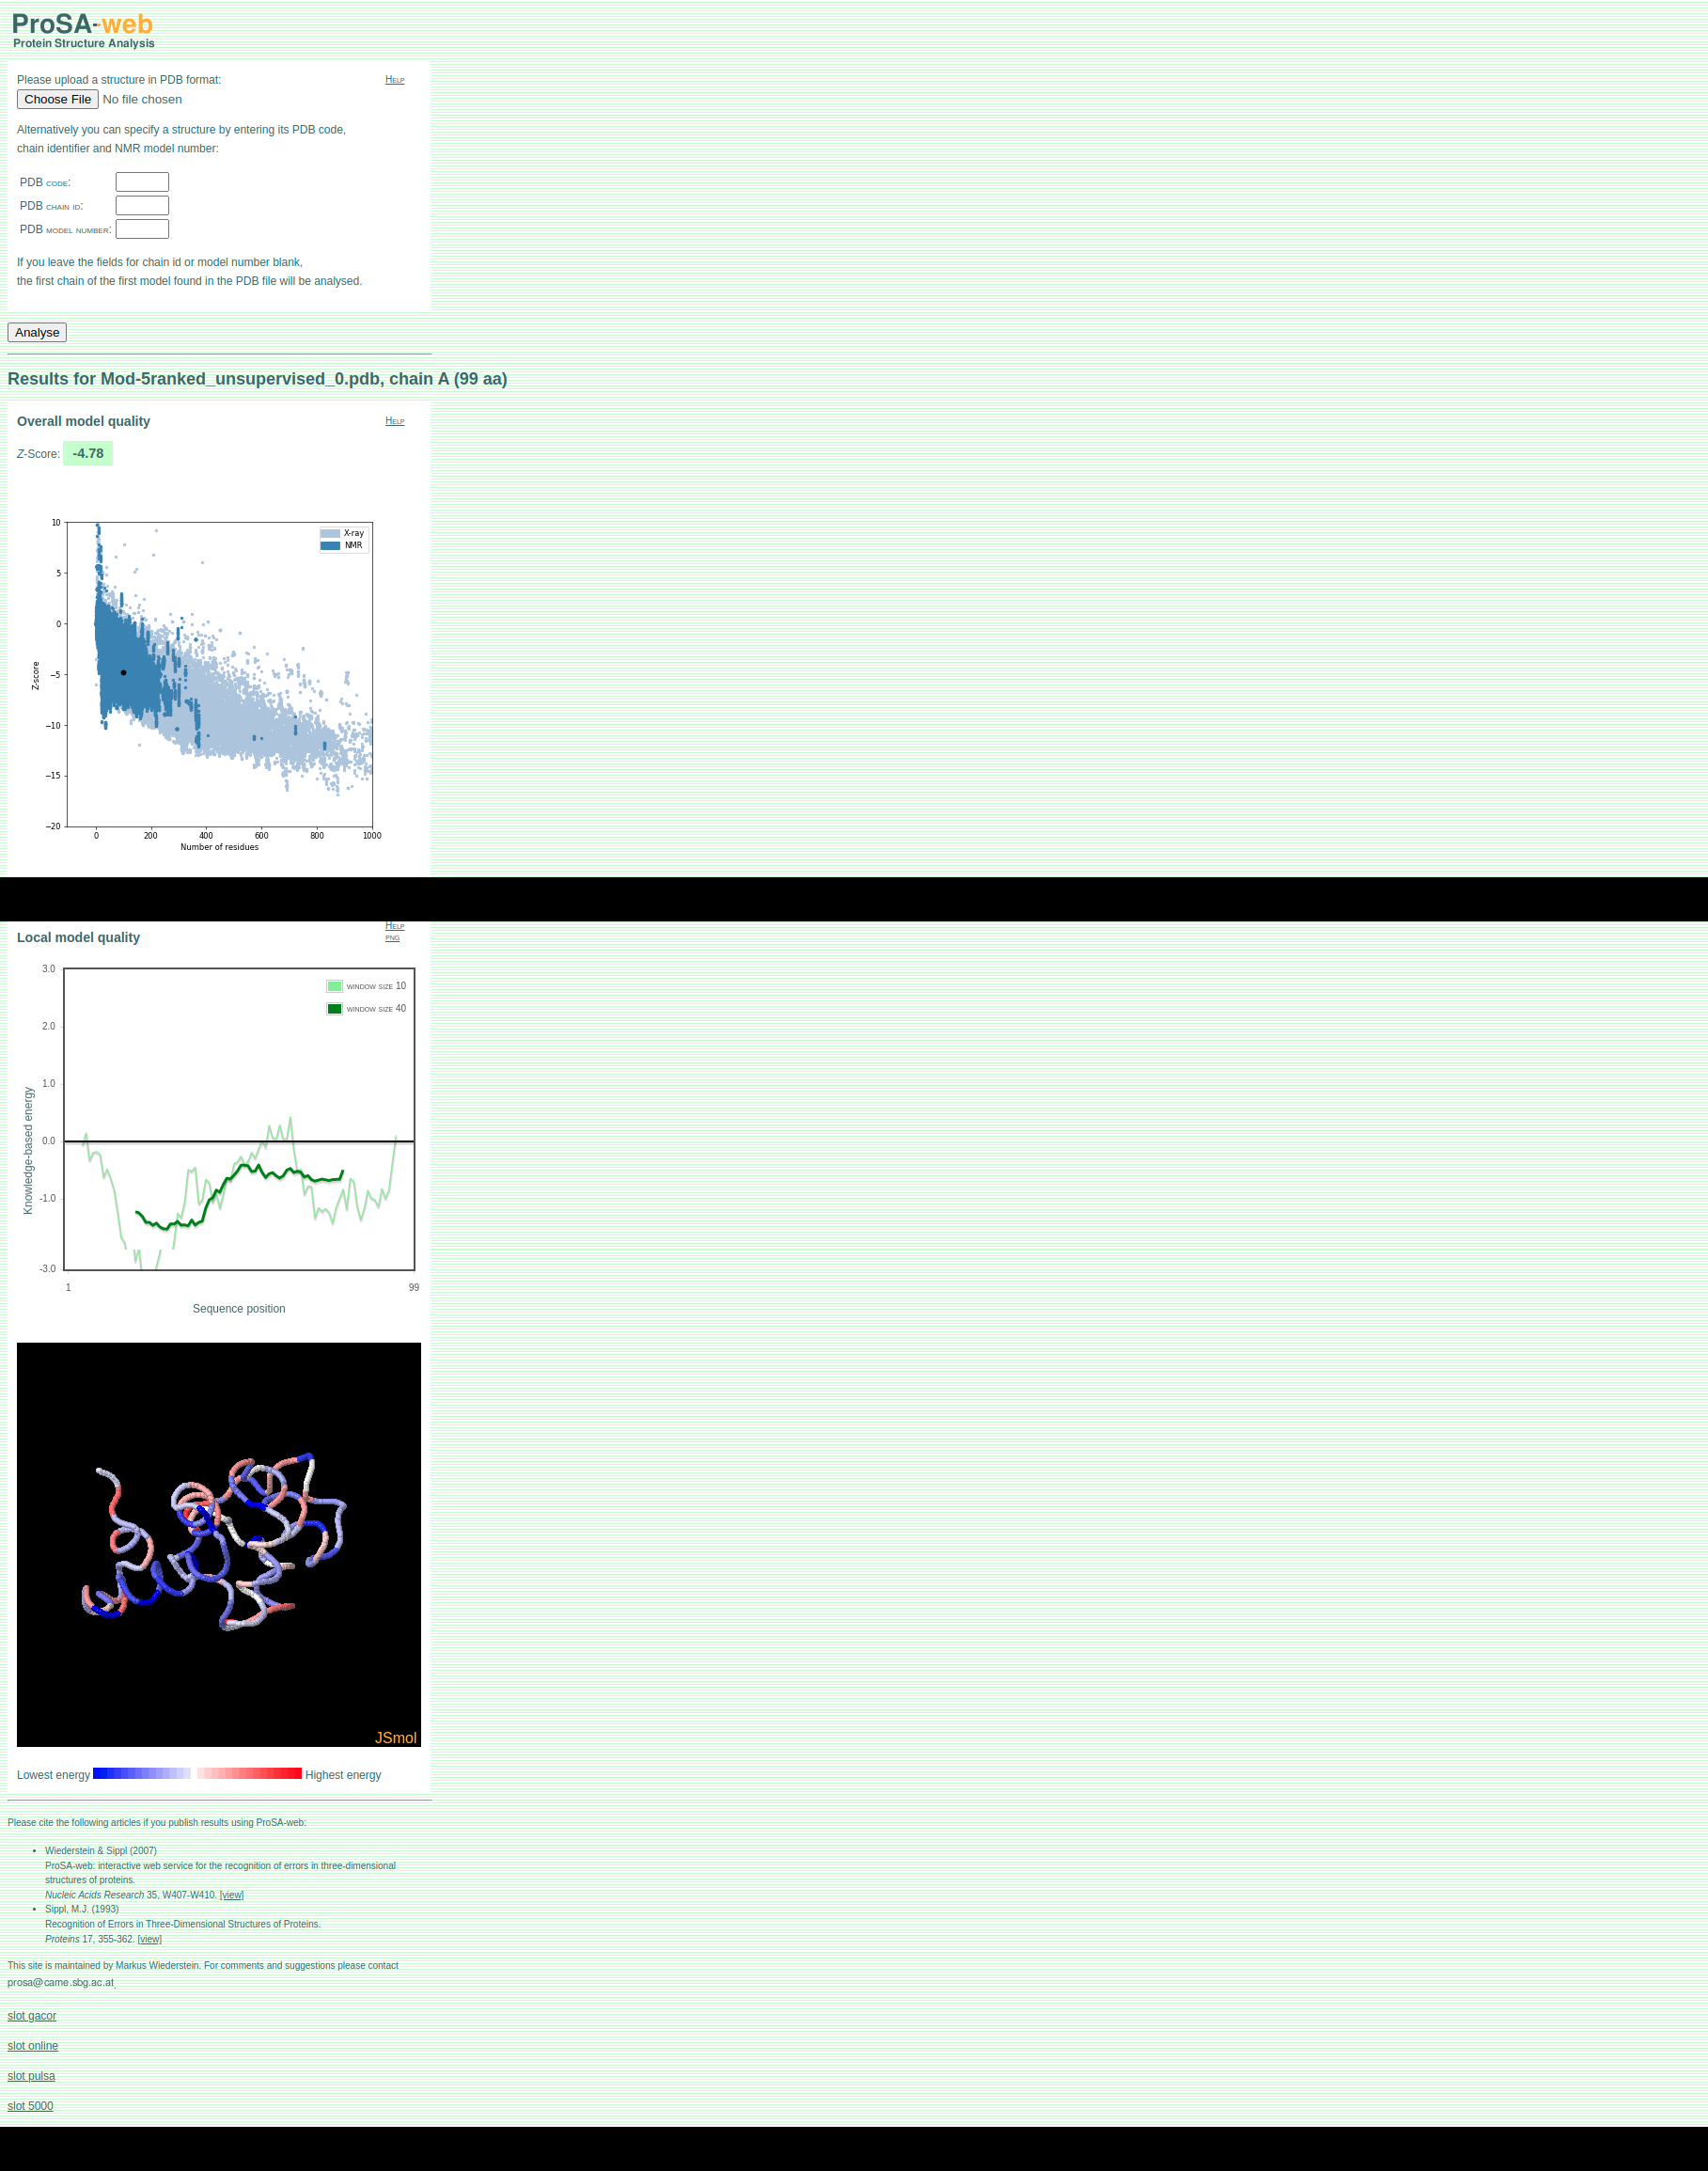 ProSA-web
Protein Structure Analysis
Please upload a structure in PDB format:
Help
Choose File No file chosen
Alternatively you can specify a structure by entering its PDB code,
chain identifier and NMR model number:
PDB code:
PDB chain id:
PDB model number:
If you leave the fields for chain id or model number blank,
the first chain of the first model found in the PDB file will be analysed.
Analyse
Results for Mod-5ranked_unsupervised_0.pdb, chain A (99 aa)
Overall model quality
Help
Z-Score: -4.78
10
X-ray
NMR
5
0
−5
−10
−15
−20
Z-score
0 200 400 600 800 1000
Number of residues
Help
Local model quality
png
3.0
window size 10
window size 40
2.0
1.0
0.0
-1.0
-3.0
Knowledge-based energy
1 99
Sequence position
JSmol
Lowest energy Highest energy
Please cite the following articles if you publish results using ProSA-web:
• Wiederstein & Sippl (2007)
ProSA-web: interactive web service for the recognition of errors in three-dimensional
structures of proteins.
Nucleic Acids Research 35, W407-W410. [view]
• Sippl, M.J. (1993)
Recognition of Errors in Three-Dimensional Structures of Proteins.
Proteins 17, 355-362. [view]
This site is maintained by Markus Wiederstein. For comments and suggestions please contact
prosa@came.sbg.ac.at.
slot gacor
slot online
slot pulsa
slot 5000